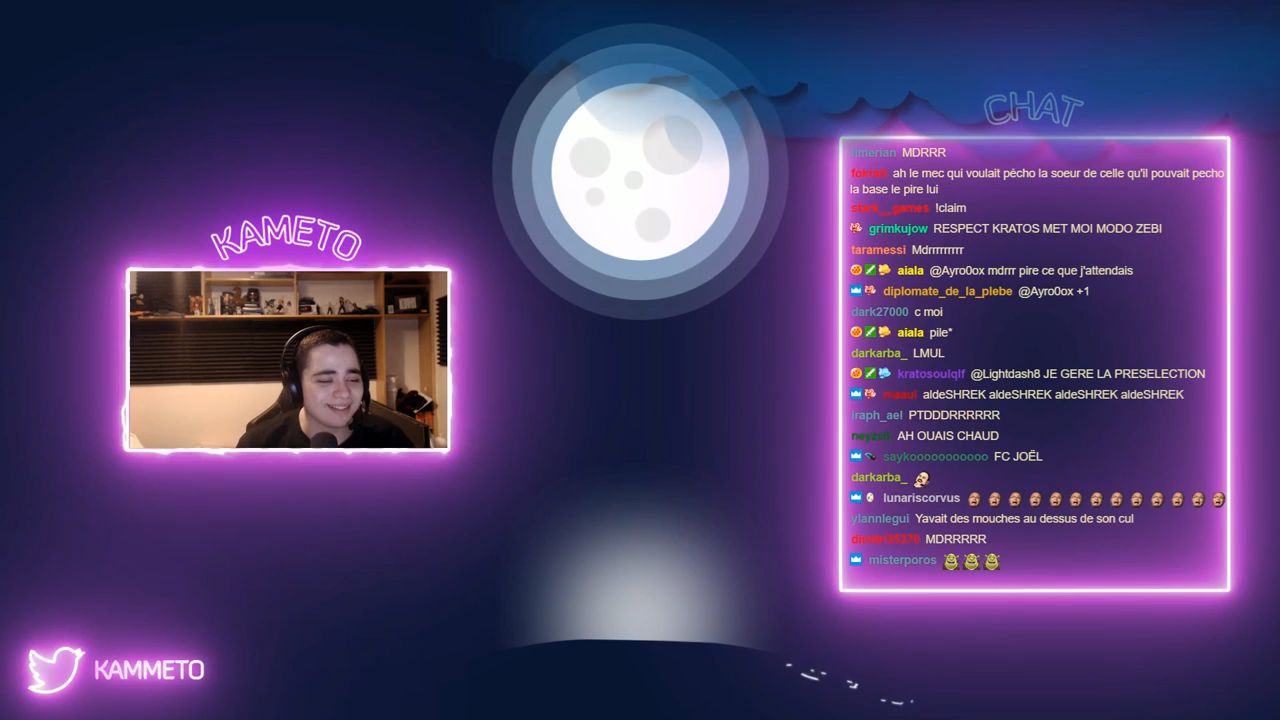 CHAT
KAMETO
MDRRR
ah le mec qui voulait pécho la soeur de celle qu'il pouvait pecho
la base le pire lui
stark__games !claim
grimkujow RESPECT KRATOS MET MOI MODO ZEBI
taramessi Mdrrrrrrrr
aiala @Ayro0ox mdrrr pire ce que j'attendais
diplomate_de_la_plebe @Ayro0ox +1
dark27000 c moi
aiala pile*
darkarba_ LMUL
kratosoulqlf @Lightdash8 JE GERE LA PRESELECTION
aldeSHREK aldeSHREK aldeSHREK aldeSHREK
iraph_ael PTDDDRRRRRR
AH OUAIS CHAUD
saykooooooooooo FC JOËL
darkarba_
lunariscorvus
ylannlegui Yavait des mouches au dessus de son cul
MDRRRRR
misterporos
KAMMETO